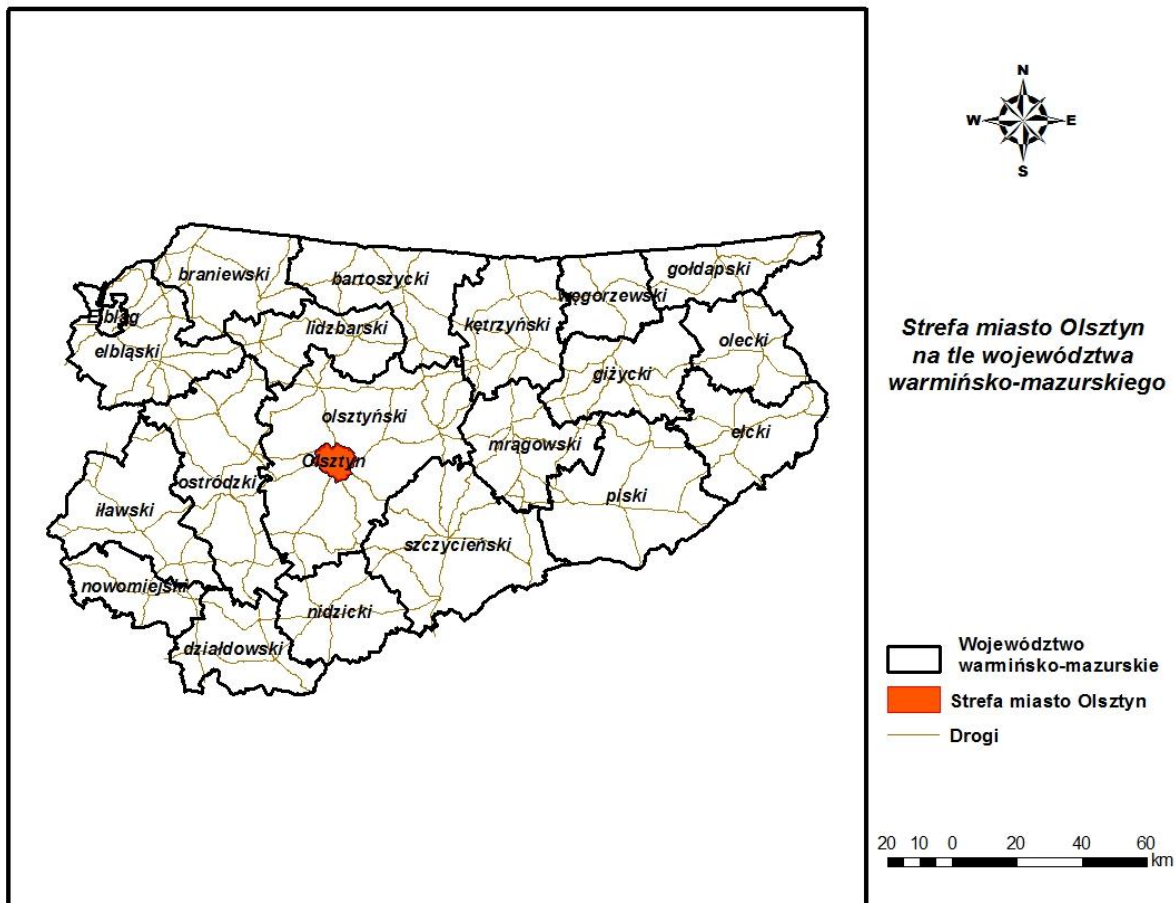 N
W
E
S
braniewski
bartoszycki
gołdapski
węgorzewski
Elbląg
lidzbarski
kętrzyński
elbląski
giżycki
olecki
olsztyński
mrągowski
ełcki
Olsztyn
ostródzki
piski
iławski
szczycieński
nowomiejski
nidzicki
działdowski
Strefa miasto Olsztyn
na tle województwa
warmińsko-mazurskiego
Województwo
warmińsko-mazurskie
Strefa miasto Olsztyn
Drogi
20 10 0 20 40 60
km